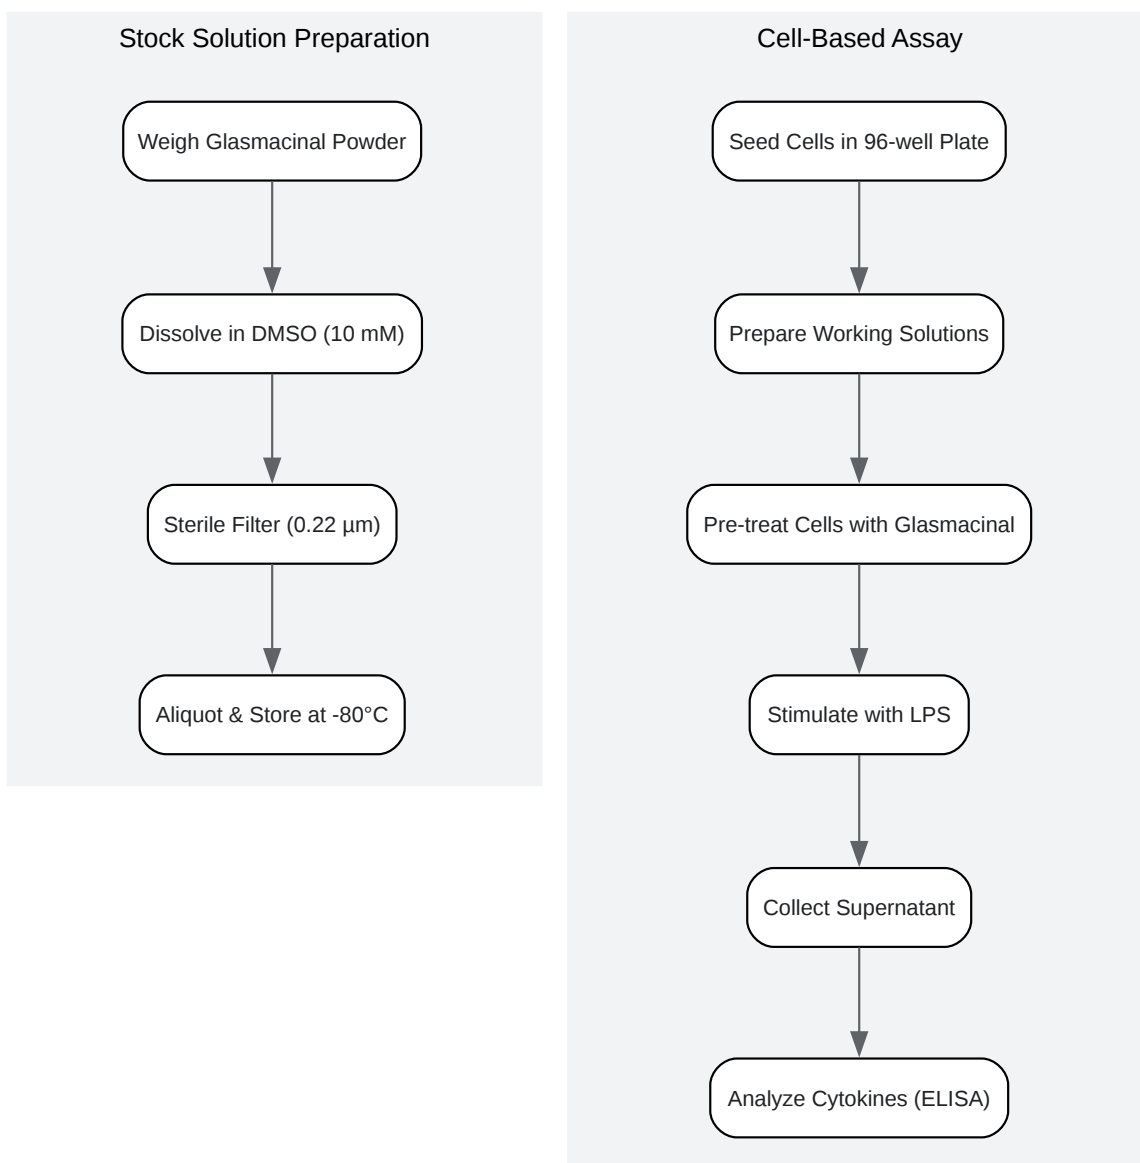 Stock Solution Preparation
Weigh Glasmacinal Powder
Dissolve in DMSO (10 mM)
Sterile Filter (0.22 µm)
Aliquot & Store at -80°C
Cell-Based Assay
Seed Cells in 96-well Plate
Prepare Working Solutions
Pre-treat Cells with Glasmacinal
Stimulate with LPS
Collect Supernatant
Analyze Cytokines (ELISA)